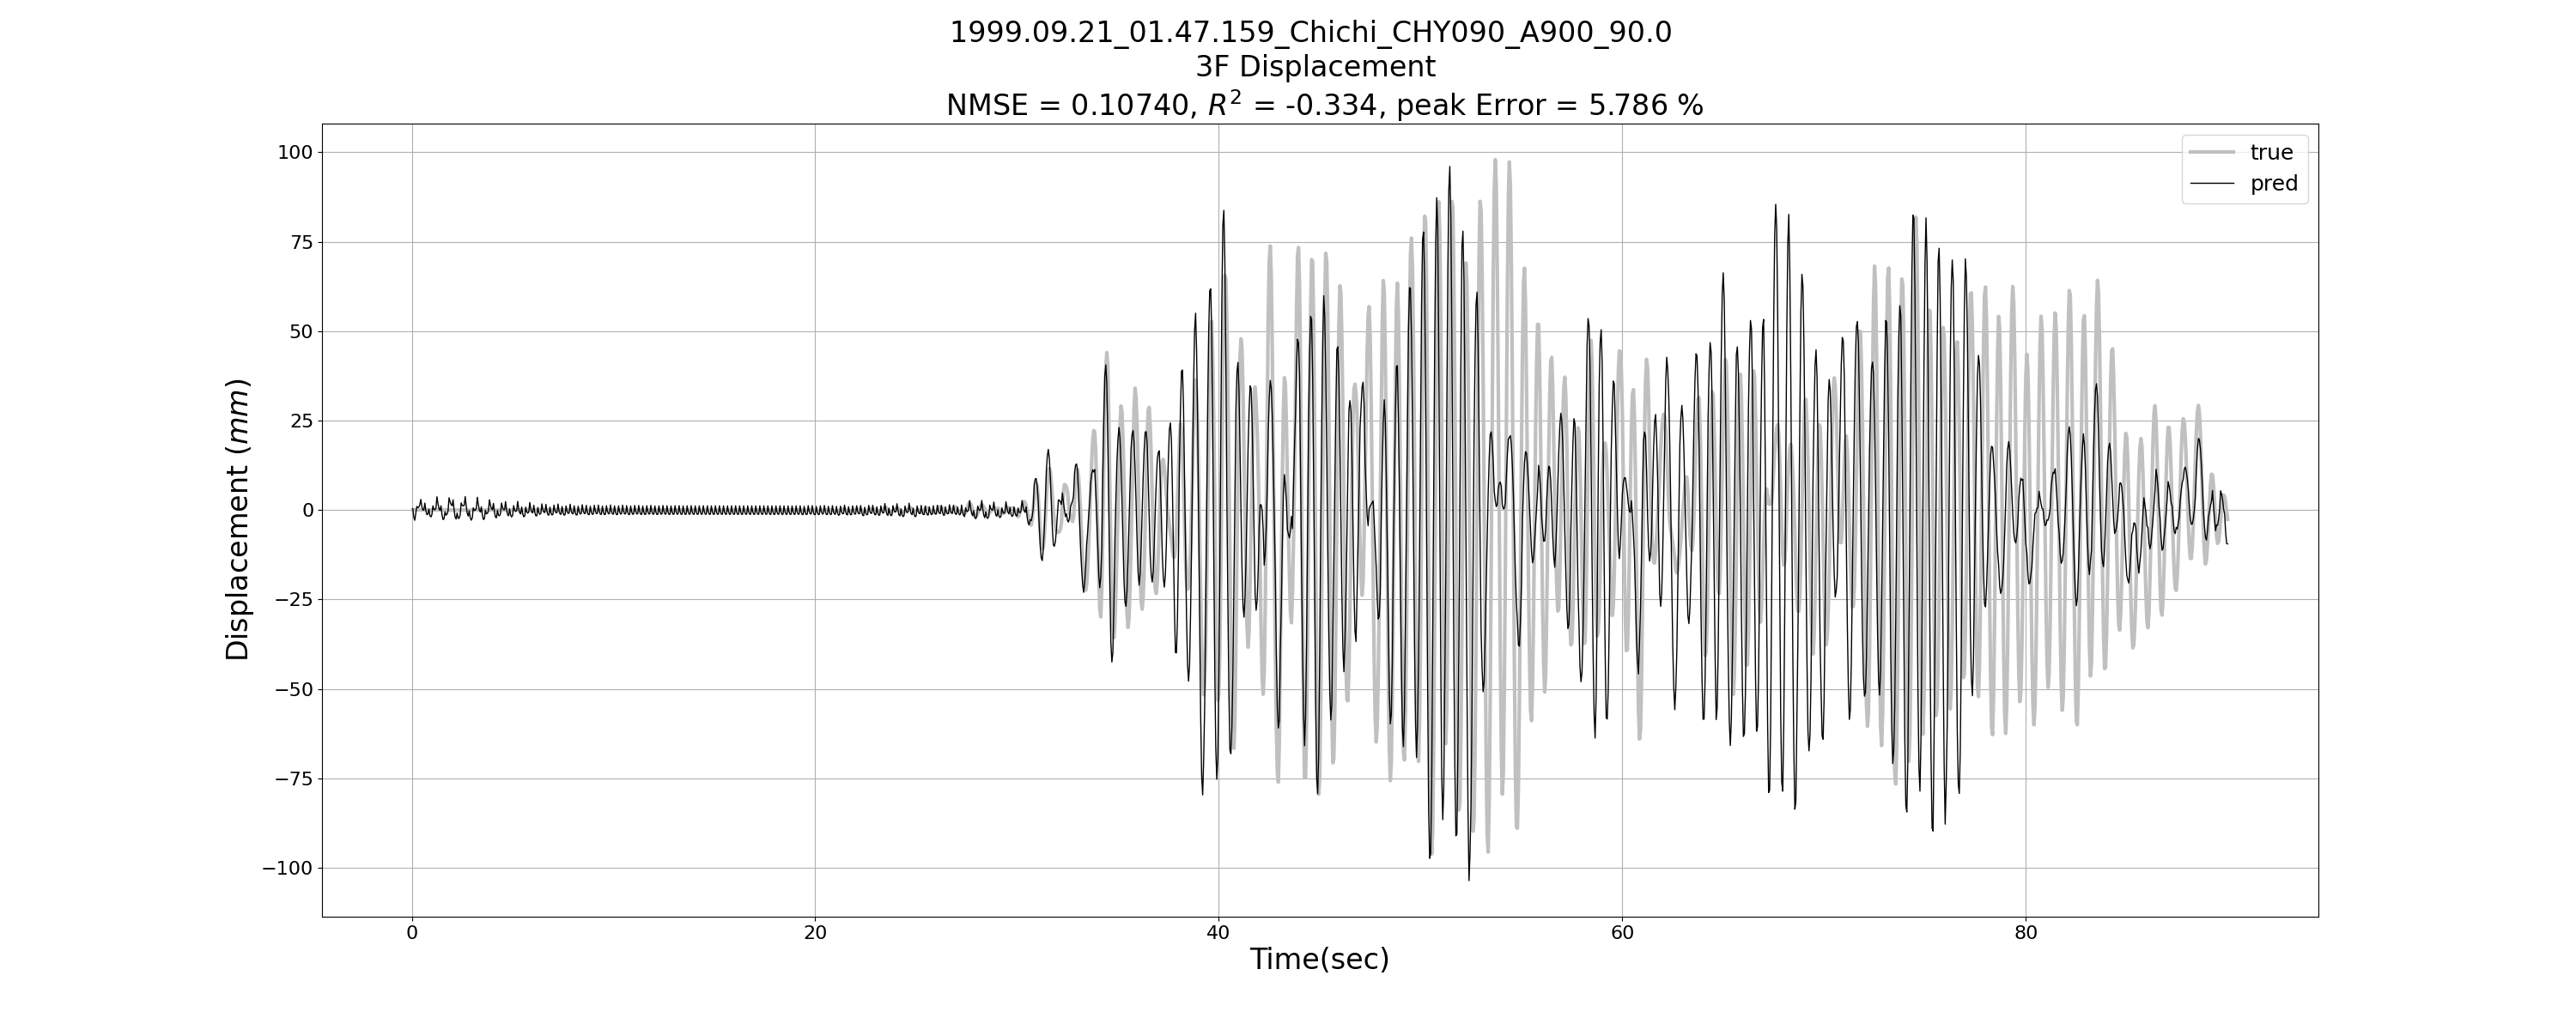 1999.09.21_01.47.159_Chichi_CHY090_A900_90.0
3F Displacement
NMSE = 0.10740, R² = -0.334, peak Error = 5.786 %
true
pred
100
75
50
25
0
−25
−50
−75
−100
Displacement (mm)
0 20 40 60 80
Time(sec)